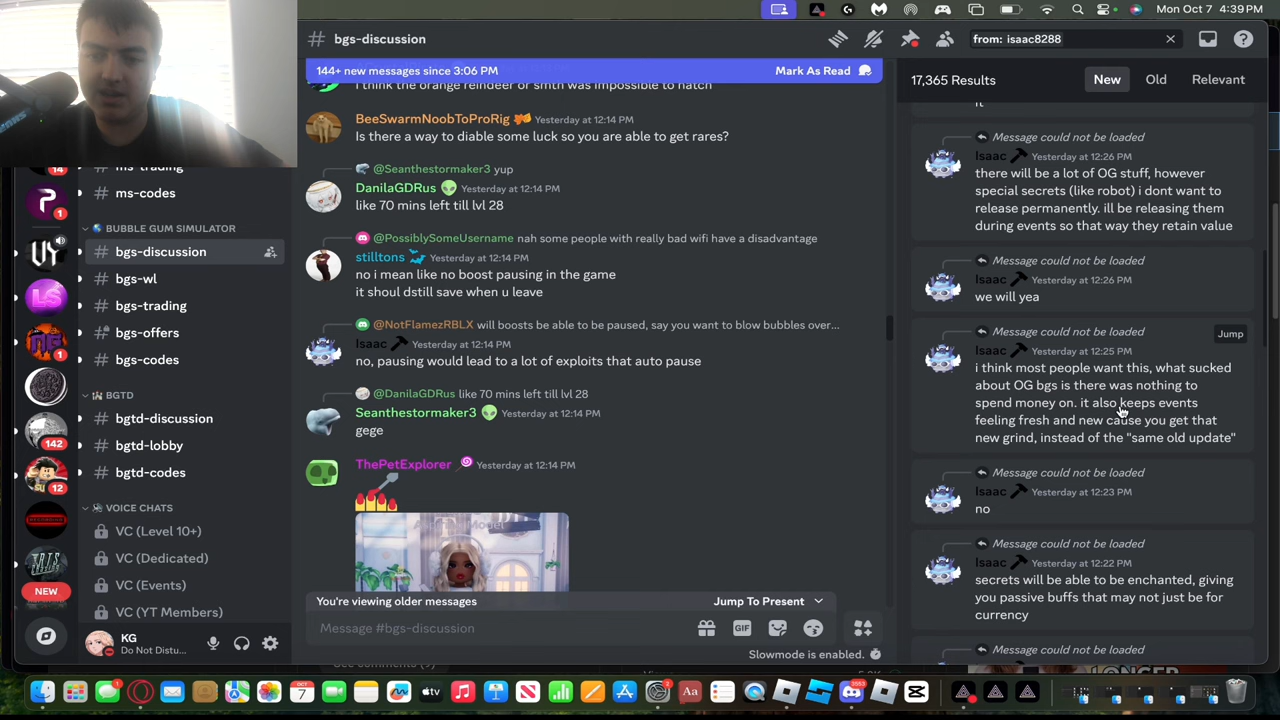 Mon Oct 7 4:39 PM
# bgs-discussion
from: isaac8288
144+ new messages since 3:06 PM
Mark As Read
17,365 Results
New
Old
Relevant
i think the orange reindeer or smth was impossible to hatch
BeeSwarmNoobToProRig Yesterday at 12:14 PM
Is there a way to diable some luck so you are able to get rares?
@Seanthestormaker3 yup
DanilaGDRus Yesterday at 12:14 PM
like 70 mins left till lvl 28
@PossiblySomeUsername nah some people with really bad wifi have a disadvantage
stilltons Yesterday at 12:14 PM
no i mean like no boost pausing in the game
it shoul dstill save when u leave
@NotFlamezRBLX will boosts be able to be paused, say you want to blow bubbles over...
Isaac Yesterday at 12:14 PM
no, pausing would lead to a lot of exploits that auto pause
@DanilaGDRus like 70 mins left till lvl 28
Seanthestormaker3 Yesterday at 12:14 PM
gege
ThePetExplorer Yesterday at 12:14 PM
You're viewing older messages
Jump To Present
Message #bgs-discussion
GIF
Slowmode is enabled.
ms-trading
ms-codes
BUBBLE GUM SIMULATOR
bgs-discussion
bgs-wl
bgs-trading
bgs-offers
bgs-codes
BGTD
bgtd-discussion
bgtd-lobby
bgtd-codes
VOICE CHATS
VC (Level 10+)
VC (Dedicated)
VC (Events)
VC (YT Members)
KG
Do Not Distu...
14
1
UY
LS
1
142
12
NEW
it
Message could not be loaded
Isaac Yesterday at 12:26 PM
there will be a lot of OG stuff, however
special secrets (like robot) i dont want to
release permanently. ill be releasing them
during events so that way they retain value
Message could not be loaded
Isaac Yesterday at 12:26 PM
we will yea
Message could not be loaded
Jump
Isaac Yesterday at 12:25 PM
i think most people want this, what sucked
about OG bgs is there was nothing to
spend money on. it also keeps events
feeling fresh and new cause you get that
new grind, instead of the "same old update"
Message could not be loaded
Isaac Yesterday at 12:23 PM
no
Message could not be loaded
Isaac Yesterday at 12:22 PM
secrets will be able to be enchanted, giving
you passive buffs that may not just be for
currency
Message could not be loaded